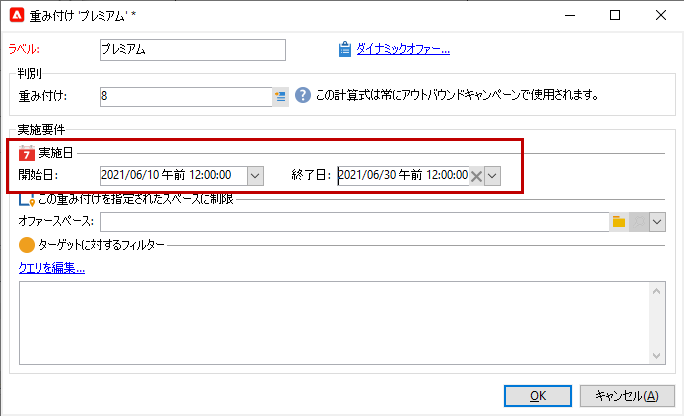 重み付け 'プレミアム' *
ラベル: プレミアム ダイナミックオファー...
判別
重み付け: 8 この計算式は常にアウトバウンドキャンペーンで使用されます。
実施要件
7 実施日
開始日: 2021/06/10 午前 12:00:00 終了日: 2021/06/30 午前 12:00:00
この重み付けを指定されたスペースに制限
オファースペース:
ターゲットに対するフィルター
クエリを編集...
OK キャンセル(A)